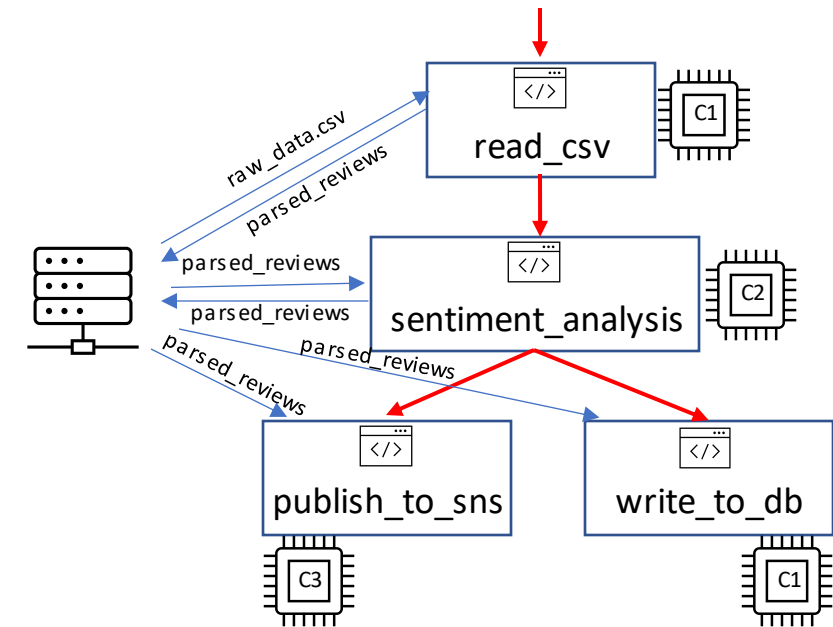 </>
C1
read_csv
raw_data.csv
parsed_reviews
</>
parsed_reviews
C2
parsed_reviews
sentiment_analysis
parsed_reviews
parsed_reviews
</>
</>
publish_to_sns
write_to_db
C3
C1